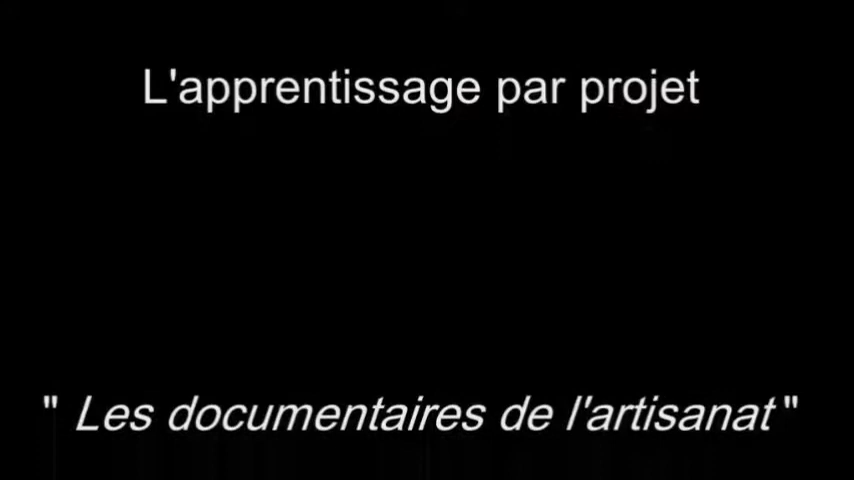 L'apprentissage par projet
" Les documentaires de l'artisanat "